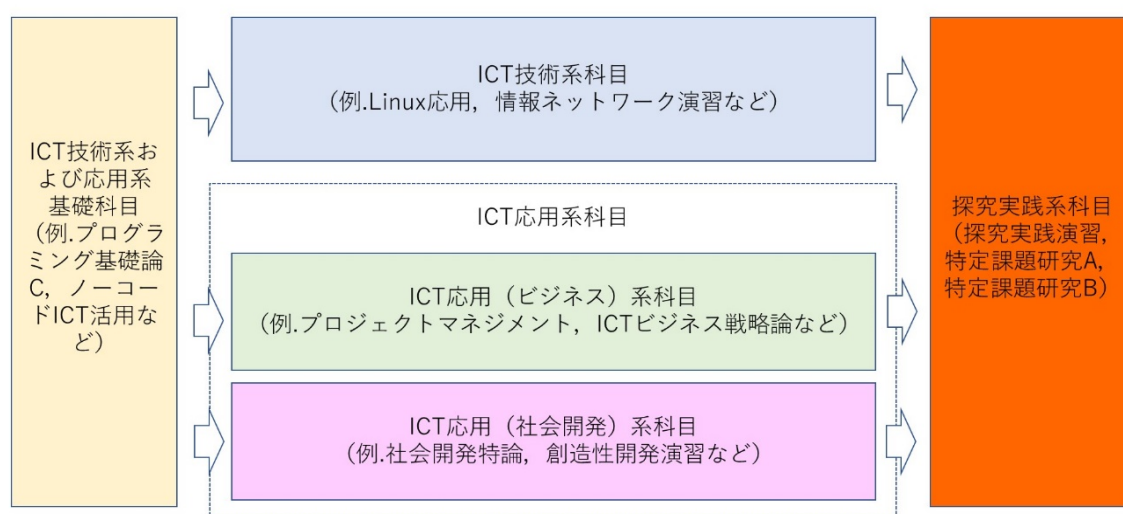 ICT技術系お
よび応用系
基礎科目
（例.プログラ
ミング基礎論
C，ノーコー
ドICT活用な
ど）
ICT技術系科目
（例.Linux応用，情報ネットワーク演習など）
ICT応用系科目
ICT応用（ビジネス）系科目
（例.プロジェクトマネジメント，ICTビジネス戦略論など）
ICT応用（社会開発）系科目
（例.社会開発特論，創造性開発演習など）
探究実践系科目
（探究実践演習，
特定課題研究A，
特定課題研究B）